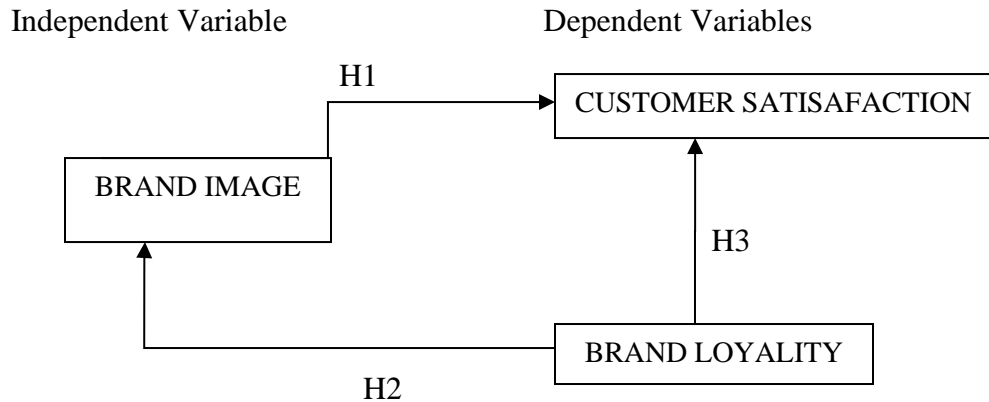 Independent Variable
Dependent Variables
H1
CUSTOMER SATISAFACTION
BRAND IMAGE
H3
BRAND LOYALITY
H2